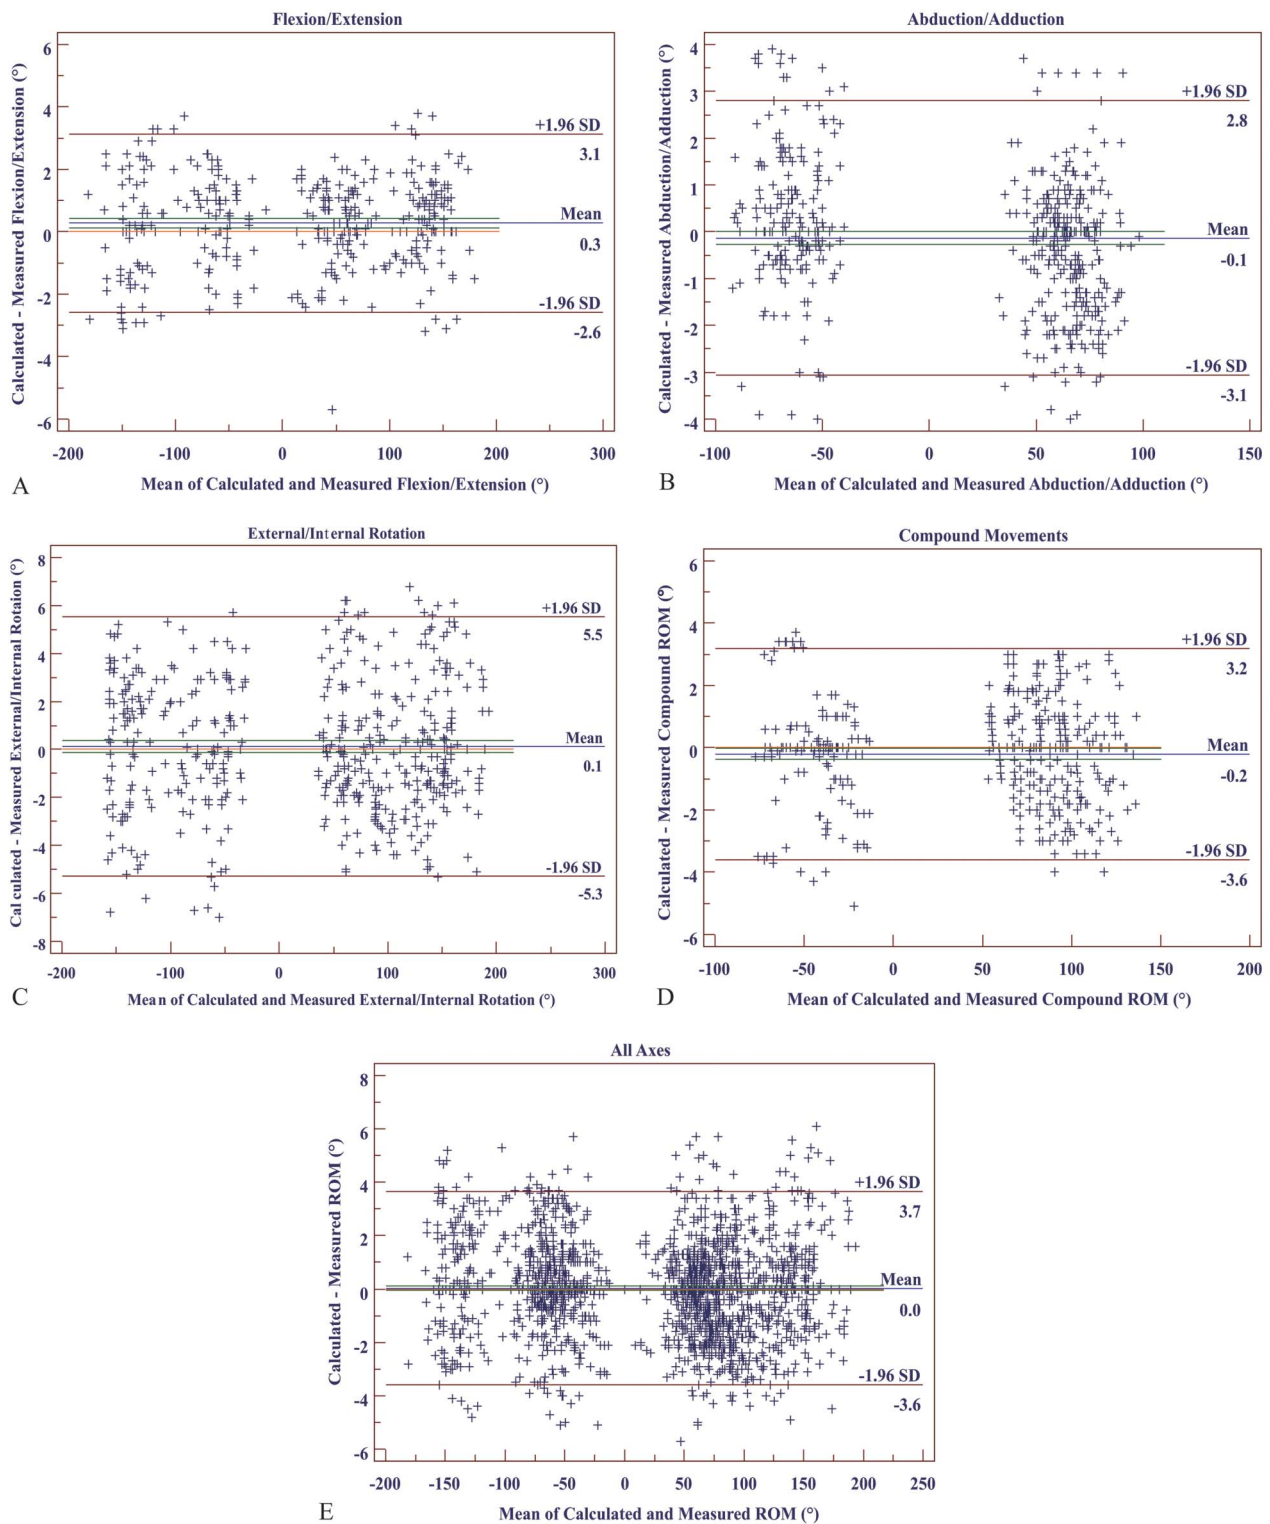 Flexion/Extension
Calculated - Measured Flexion/Extension (°)
6
4
2
0
-2
-4
-6
+1.96 SD
3.1
Mean
0.3
-1.96 SD
-2.6
-200 -100 0 100 200 300
A Mean of Calculated and Measured Flexion/Extension (°)
Abduction/Adduction
Calculated - Measured Abduction/Adduction (°)
4
3
2
1
0
-1
-2
-3
-4
+1.96 SD
2.8
Mean
-0.1
-1.96 SD
-3.1
-100 -50 0 50 100 150
B Mean of Calculated and Measured Abduction/Adduction (°)
External/Internal Rotation
Calculated - Measured External/Internal Rotaion (°)
8
6
4
2
0
-2
-4
-6
-8
+1.96 SD
5.5
Mean
0.1
-1.96 SD
-5.3
-200 -100 0 100 200 300
C Mean of Calculated and Measured External/Internal Rotation (°)
Compound Movements
Calculated - Measured Compound ROM (°)
6
4
2
0
-2
-4
-6
+1.96 SD
3.2
Mean
-0.2
-1.96 SD
-3.6
-100 -50 0 50 100 150 200
D Mean of Calculated and Measured Compound ROM (°)
All Axes
Calculated - Measured ROM (°)
8
6
4
2
0
-2
-4
-6
+1.96 SD
3.7
Mean
0.0
-1.96 SD
-3.6
-200 -150 -100 -50 0 50 100 150 200 250
E Mean of Calculated and Measured ROM (°)